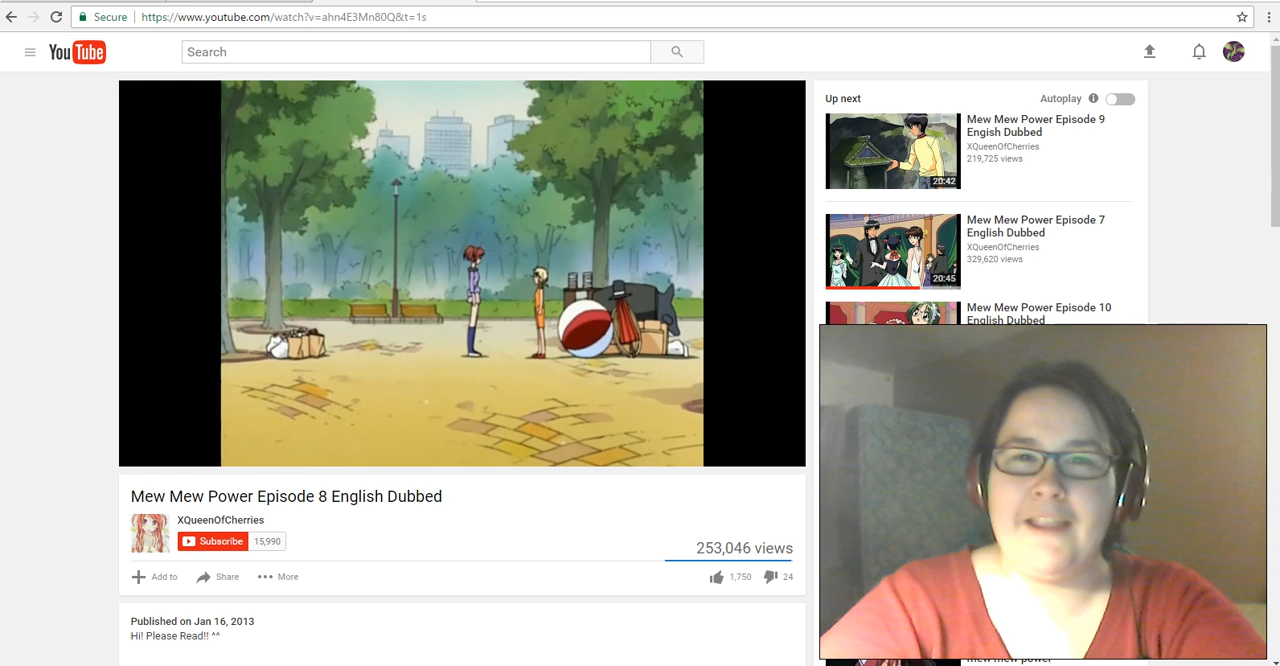 Secure
https://www.youtube.com/watch?v=ahn4E3Mn80Q&t=1s
YouTube
Search
Up next
Autoplay
Mew Mew Power Episode 9
Engish Dubbed
XQueenOfCherries
219,725 views
20:42
Mew Mew Power Episode 7
English Dubbed
XQueenOfCherries
329,620 views
20:45
Mew Mew Power Episode 10
English Dubbed
Mew Mew Power Episode 8 English Dubbed
XQueenOfCherries
Subscribe 15,990
253,046 views
Add to
Share
More
1,750
24
Published on Jan 16, 2013
Hi! Please Read!! ^^
mew mew power